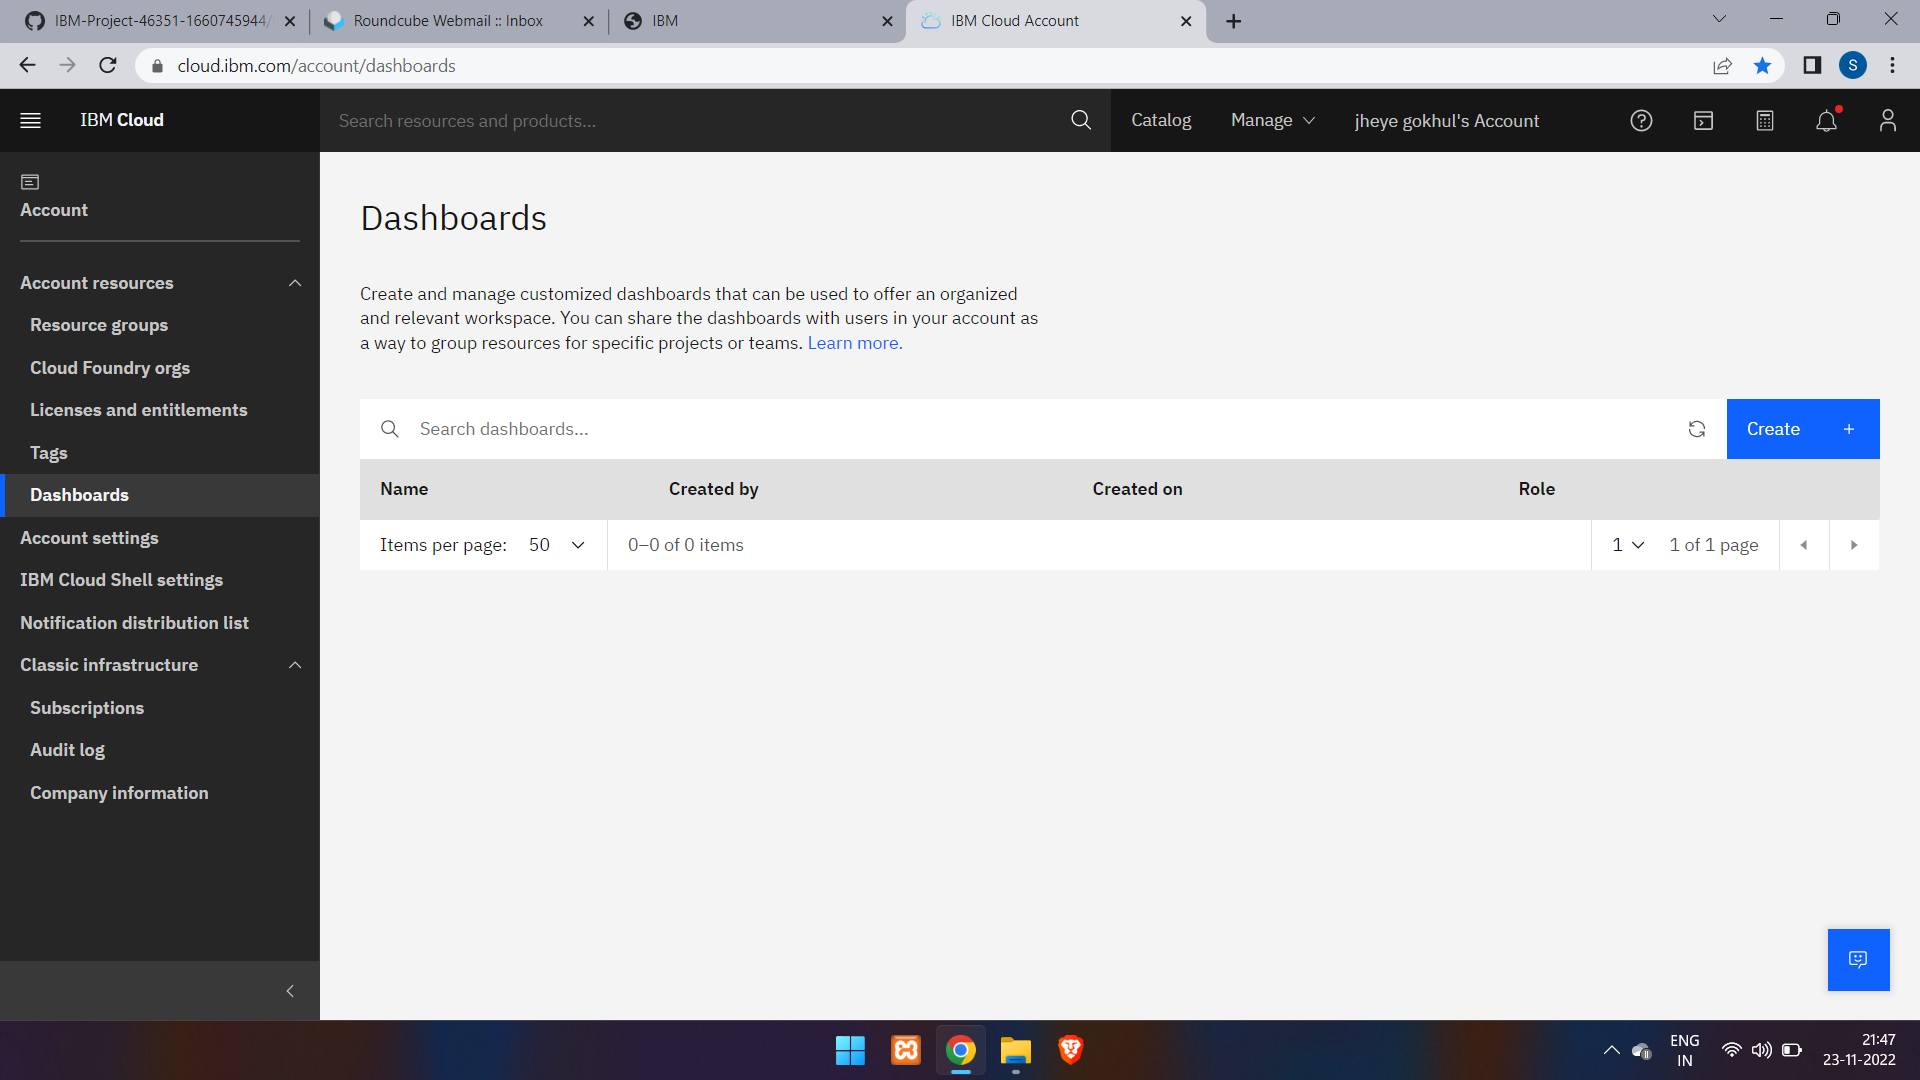 IBM-Project-46351-1660745944/
Roundcube Webmail :: Inbox
IBM
IBM Cloud Account
cloud.ibm.com/account/dashboards
S
IBM Cloud
Search resources and products...
Catalog
Manage
jheye gokhul's Account
Account
Account resources
Resource groups
Cloud Foundry orgs
Licenses and entitlements
Tags
Dashboards
Account settings
IBM Cloud Shell settings
Notification distribution list
Classic infrastructure
Subscriptions
Audit log
Company information
Dashboards
Create and manage customized dashboards that can be used to offer an organized
and relevant workspace. You can share the dashboards with users in your account as
a way to group resources for specific projects or teams. Learn more.
Search dashboards...
Create
Name Created by Created on Role
Items per page: 50 0–0 of 0 items 1 1 of 1 page
ENG
IN
21:47
23-11-2022